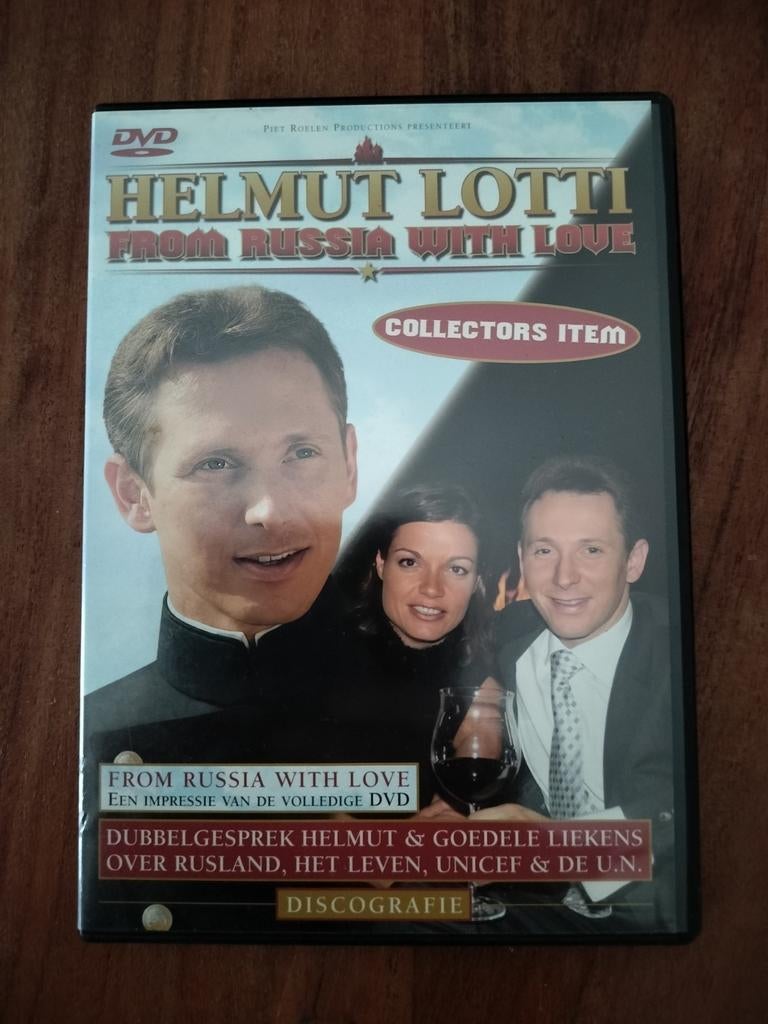 DVD
PIET ROELEN PRODUCTIONS PRESENTEERT
HELMUT LOTTI
FROM RUSSIA WITH LOVE
COLLECTORS ITEM
FROM RUSSIA WITH LOVE
EEN IMPRESSIE VAN DE VOLLEDIGE DVD
DUBBELGESPREK HELMUT & GOEDELE LIEKENS
OVER RUSLAND, HET LEVEN, UNICEF & DE U.N.
DISCOGRAFIE